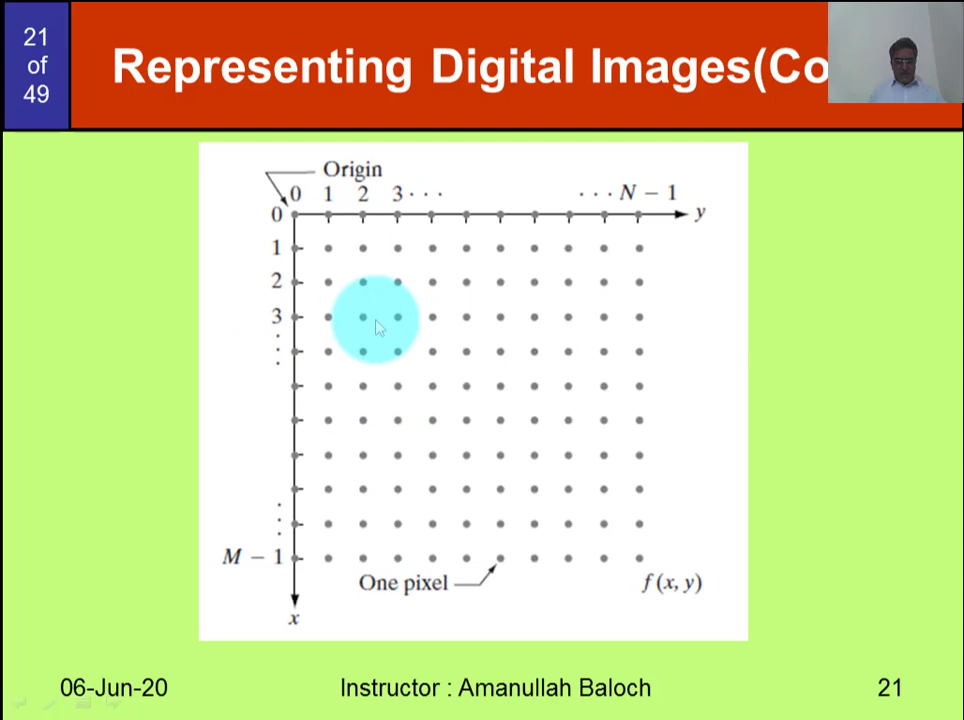 21
of
49
Representing Digital Images(Co
Origin
0 1 2 3 · · · · · · N − 1
0 y
1
2
3
M − 1
One pixel f(x, y)
x
06-Jun-20 Instructor : Amanullah Baloch 21